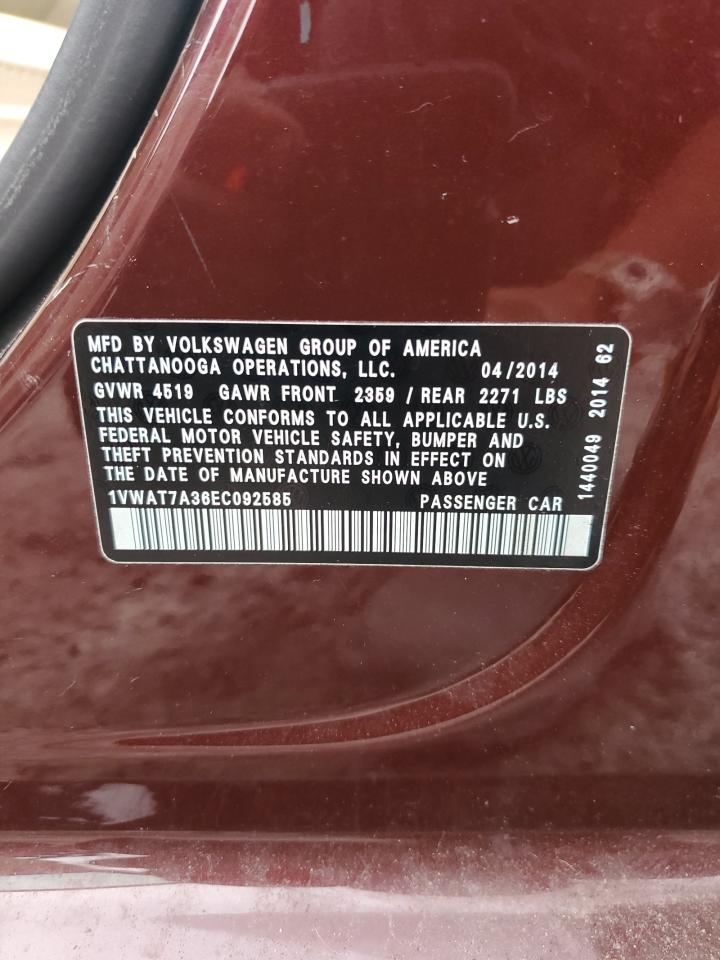 MFD BY VOLKSWAGEN GROUP OF AMERICA
CHATTANOOGA OPERATIONS, LLC. 04/2014
GVWR 4519 GAWR FRONT 2359 / REAR 2271 LBS
THIS VEHICLE CONFORMS TO ALL APPLICABLE U.S.
FEDERAL MOTOR VEHICLE SAFETY, BUMPER AND
THEFT PREVENTION STANDARDS IN EFFECT ON
THE DATE OF MANUFACTURE SHOWN ABOVE
1VWAT7A36EC092585 PASSENGER CAR
1440049 2014 62